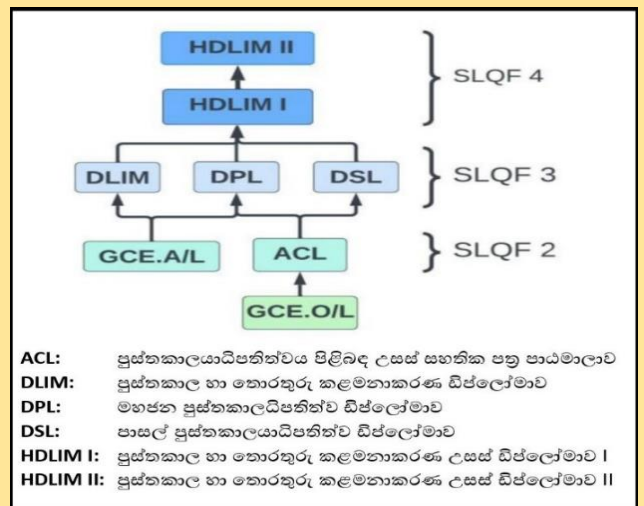 HDLIM II
HDLIM I
SLQF 4
DLIM DPL DSL
SLQF 3
GCE.A/L ACL
SLQF 2
GCE.O/L
ACL: පුස්තකාලයාධිපතිත්වය පිළිබඳ උසස් සහතික පත්‍ර පාඨමාලාව
DLIM: පුස්තකාල හා තොරතුරු කළමනාකරණ ඩිප්ලෝමාව
DPL: මහජන පුස්තකාලයිපතිත්ව ඩිප්ලෝමාව
DSL: පාසල් පුස්තකාලයාධිපතිත්ව ඩිප්ලෝමාව
HDLIM I: පුස්තකාල හා තොරතුරු කළමනාකරණ උසස් ඩිප්ලෝමාව I
HDLIM II: පුස්තකාල හා තොරතුරු කළමනාකරණ උසස් ඩිප්ලෝමාව II